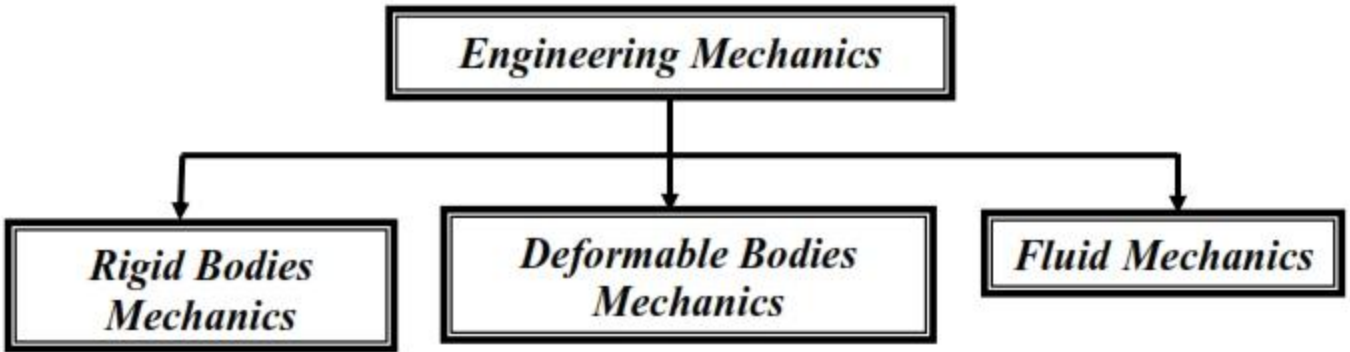 Engineering Mechanics
Rigid Bodies
Mechanics
Deformable Bodies
Mechanics
Fluid Mechanics